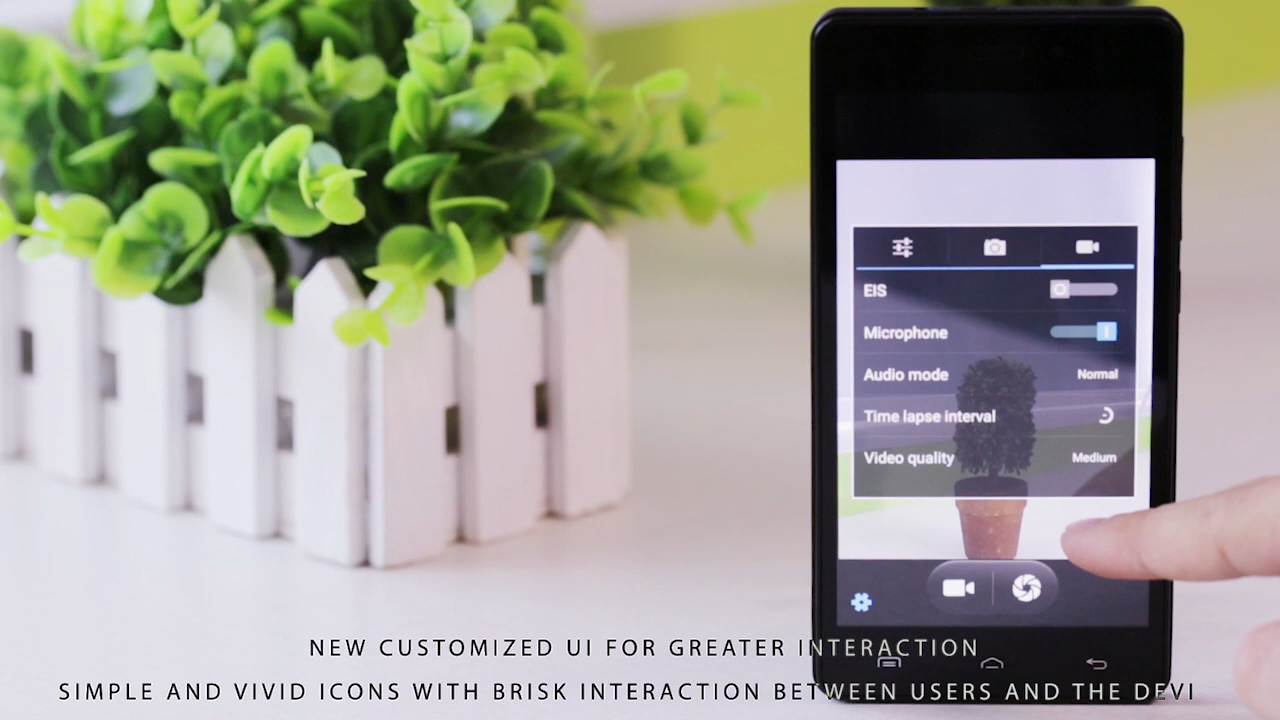 EIS
Microphone
Audio mode Normal
Time lapse interval
Video quality Medium
NEW CUSTOMIZED UI FOR GREATER INTERACTION
SIMPLE AND VIVID ICONS WITH BRISK INTERACTION BETWEEN USERS AND THE DEVI